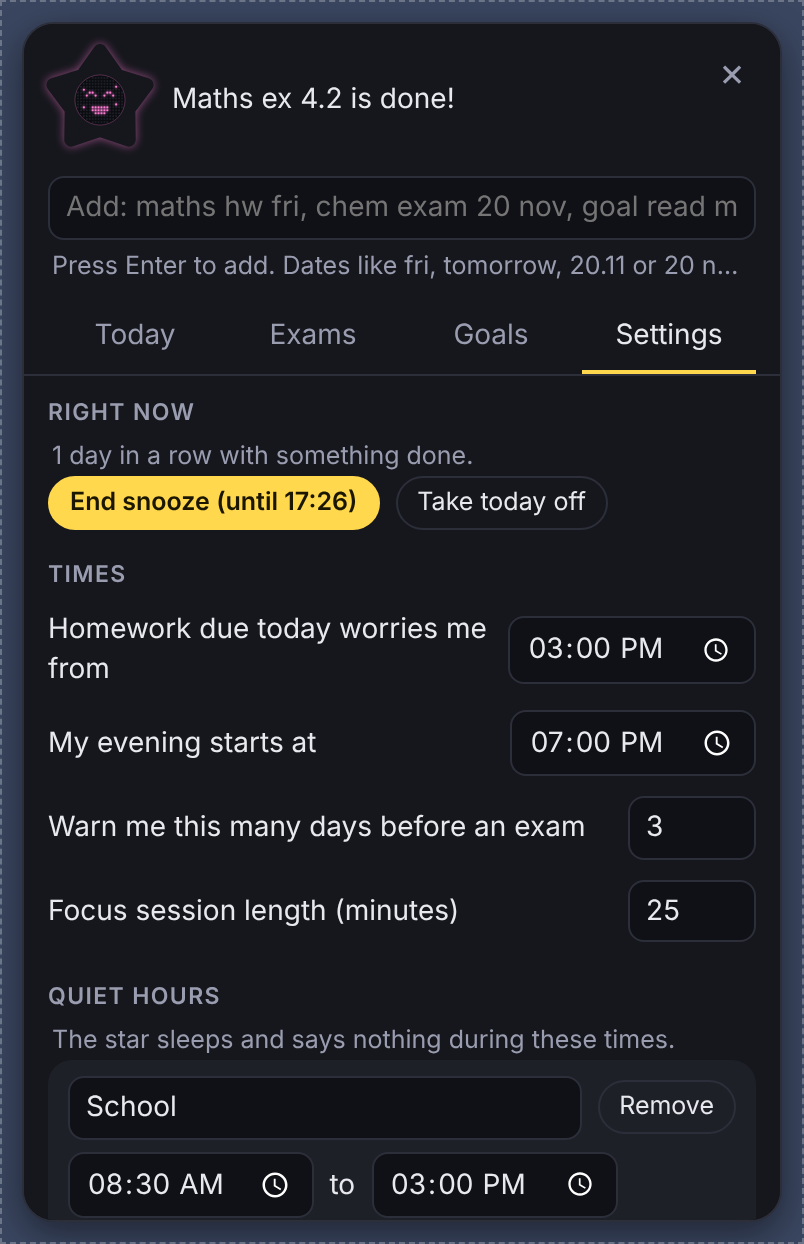 Maths ex 4.2 is done!
Add: maths hw fri, chem exam 20 nov, goal read m
Press Enter to add. Dates like fri, tomorrow, 20.11 or 20 n...
Today Exams Goals Settings
RIGHT NOW
1 day in a row with something done.
End snooze (until 17:26) Take today off
TIMES
Homework due today worries me
from
03:00 PM
My evening starts at 07:00 PM
Warn me this many days before an exam 3
Focus session length (minutes) 25
QUIET HOURS
The star sleeps and says nothing during these times.
School Remove
08:30 AM to 03:00 PM